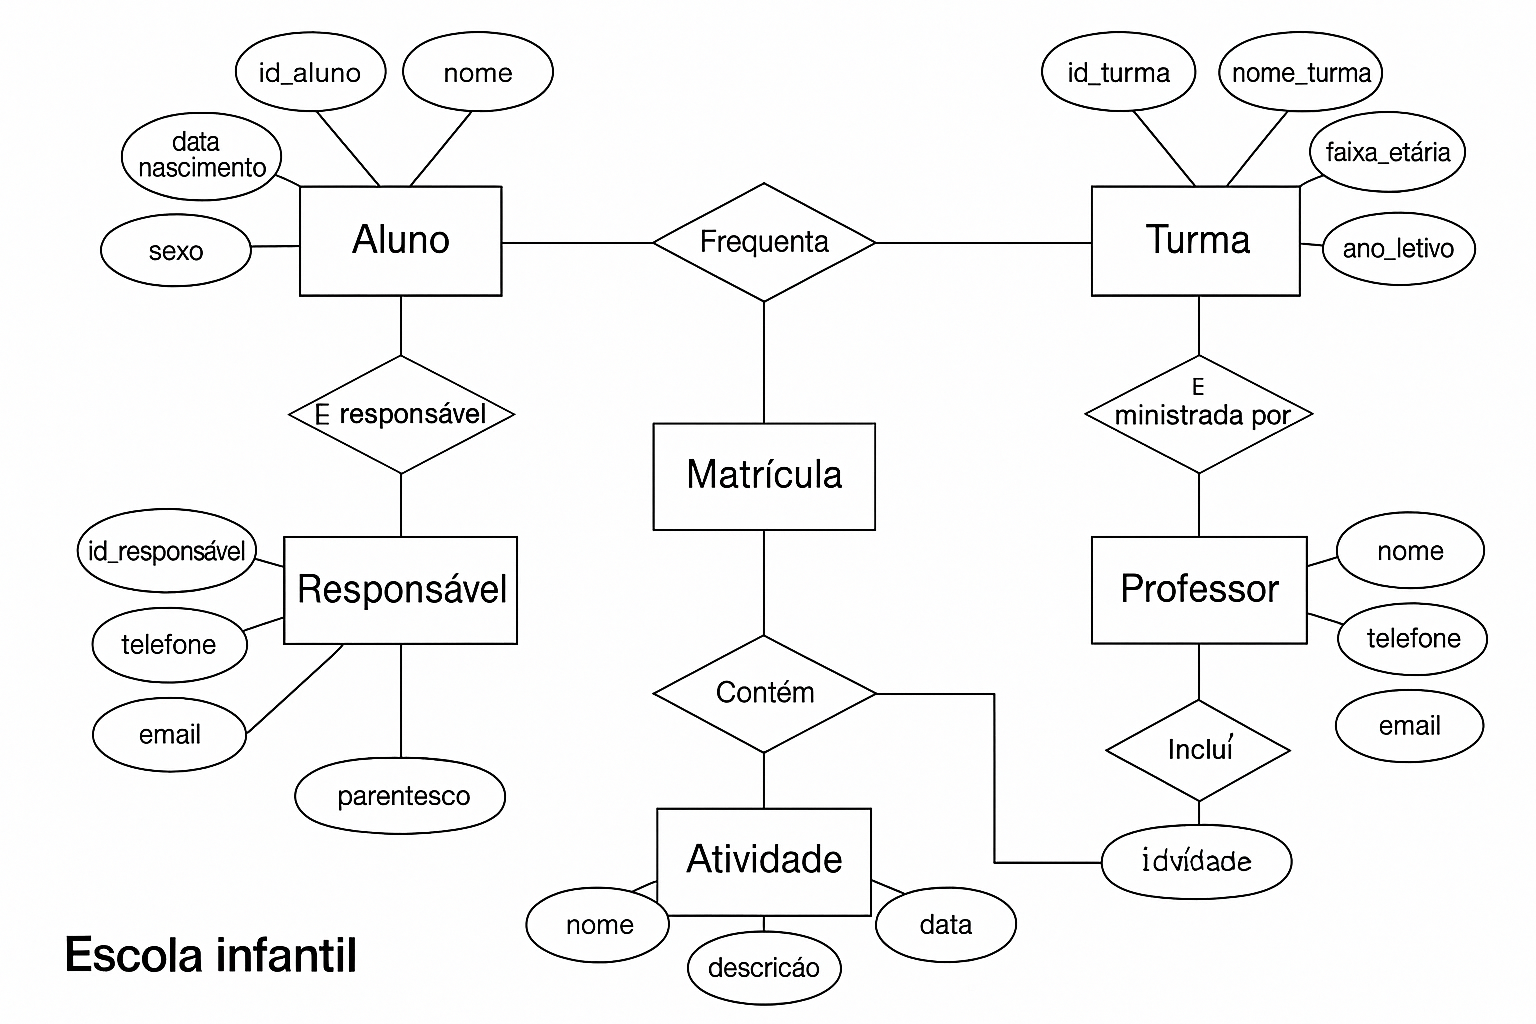 id_aluno
nome
id_turma
nome_turma
data
nascimento
faixa_etária
sexo
Aluno
Frequenta
Turma
ano_letivo
E responsável
E
ministrada por
Matrícula
id_responsável
Responsável
Professor
nome
telefone
telefone
Contém
email
Incluí
email
parentesco
Atividade
idvídade
nome
descricáo
data
Escola infantil